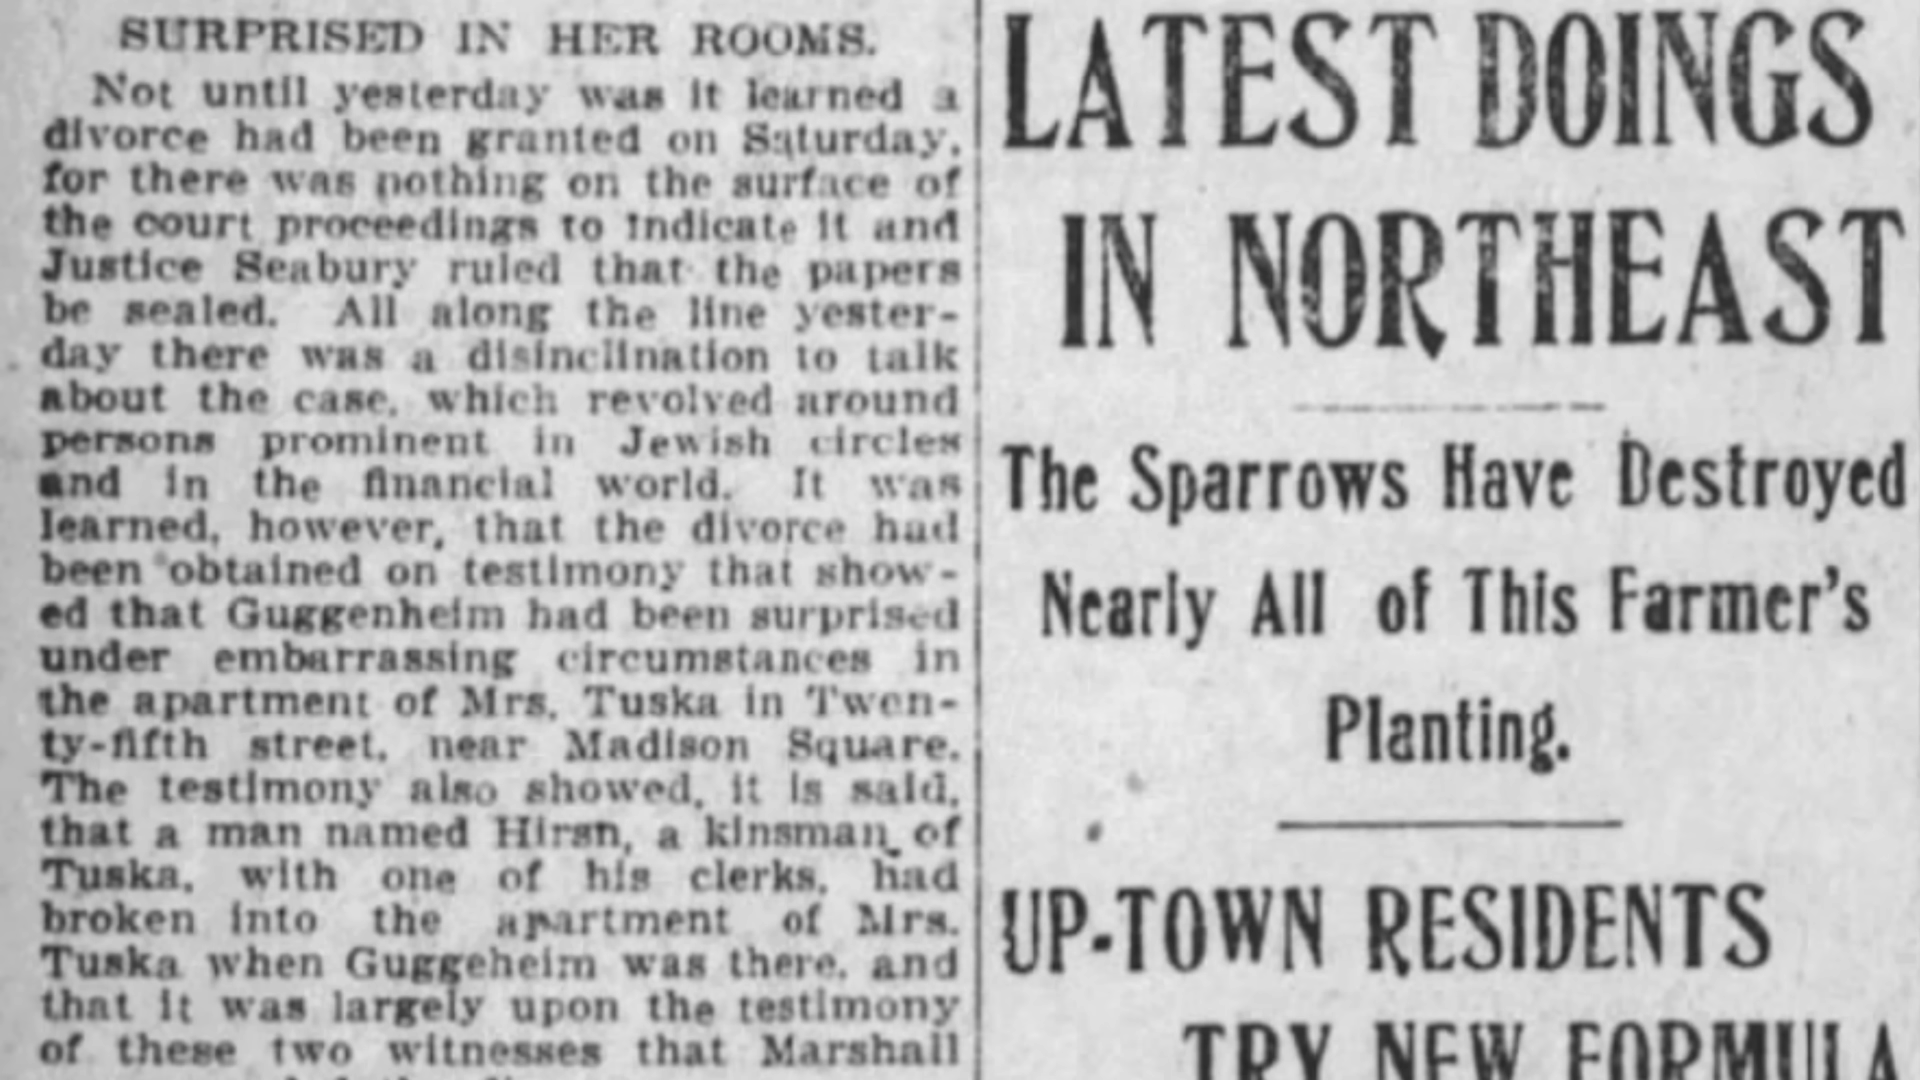 SURPRISED IN HER ROOMS.
Not until yesterday was it learned a
divorce had been granted on Saturday,
for there was nothing on the surface of
the court proceedings to indicate it and
Justice Seabury ruled that the papers
be sealed. All along the line yester-
day there was a disinclination to talk
about the case, which revolved around
persons prominent in Jewish circles
and in the financial world. It was
learned, however, that the divorce had
been obtained on testimony that show-
ed that Guggenheim had been surprised
under embarrassing circumstances in
the apartment of Mrs. Tuska in Twen-
ty-fifth street, near Madison Square.
The testimony also showed, it is said,
that a man named Hirsh, a kinsman of
Tuska, with one of his clerks, had
broken into the apartment of Mrs.
Tuska when Guggeheim was there, and
that it was largely upon the testimony
of these two witnesses that Marshall
LATEST DOINGS
IN NORTHEAST
The Sparrows Have Destroyed
Nearly All of This Farmer's
Planting.
UP-TOWN RESIDENTS
TRY NEW FORMULA